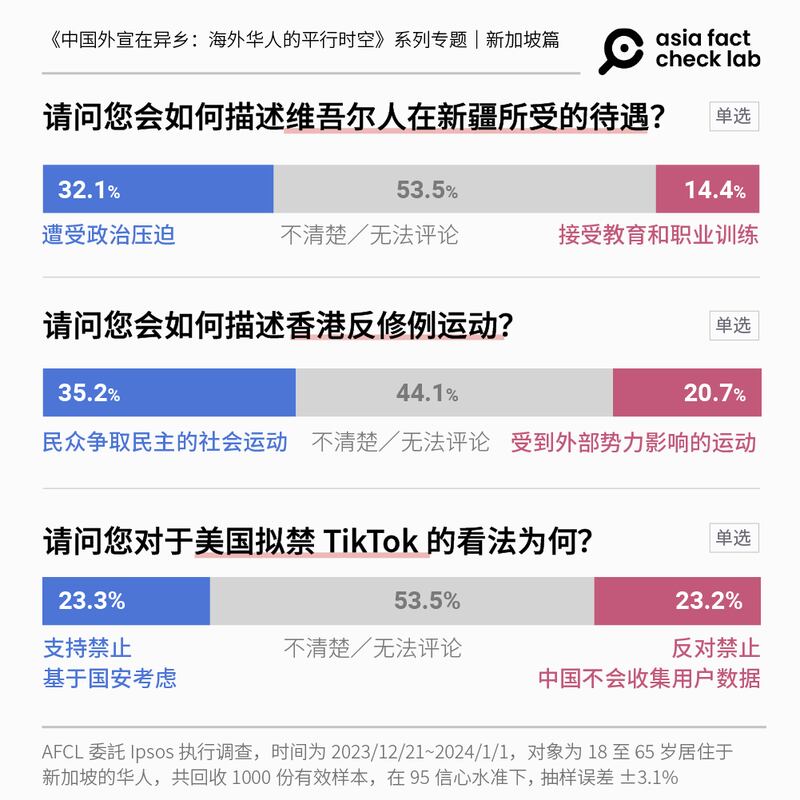 《中国外宣在异乡：海外华人的平行时空》系列专题｜新加坡篇
asia fact
check lab
请问您会如何描述维吾尔人在新疆所受的待遇？
单选
32.1%
53.5%
14.4%
遭受政治压迫
不清楚／无法评论
接受教育和职业训练
请问您会如何描述香港反修例运动？
单选
35.2%
44.1%
20.7%
民众争取民主的社会运动
不清楚／无法评论
受到外部势力影响的运动
请问您对于美国拟禁 TikTok 的看法为何？
单选
23.3%
53.5%
23.2%
支持禁止
基于国安考虑
不清楚／无法评论
反对禁止
中国不会收集用户数据
AFCL 委託 Ipsos 执行调查，时间为 2023/12/21~2024/1/1，对象为 18 至 65 岁居住于
新加坡的华人，共回收 1000 份有效样本，在 95 信心水准下，抽样误差 ±3.1%